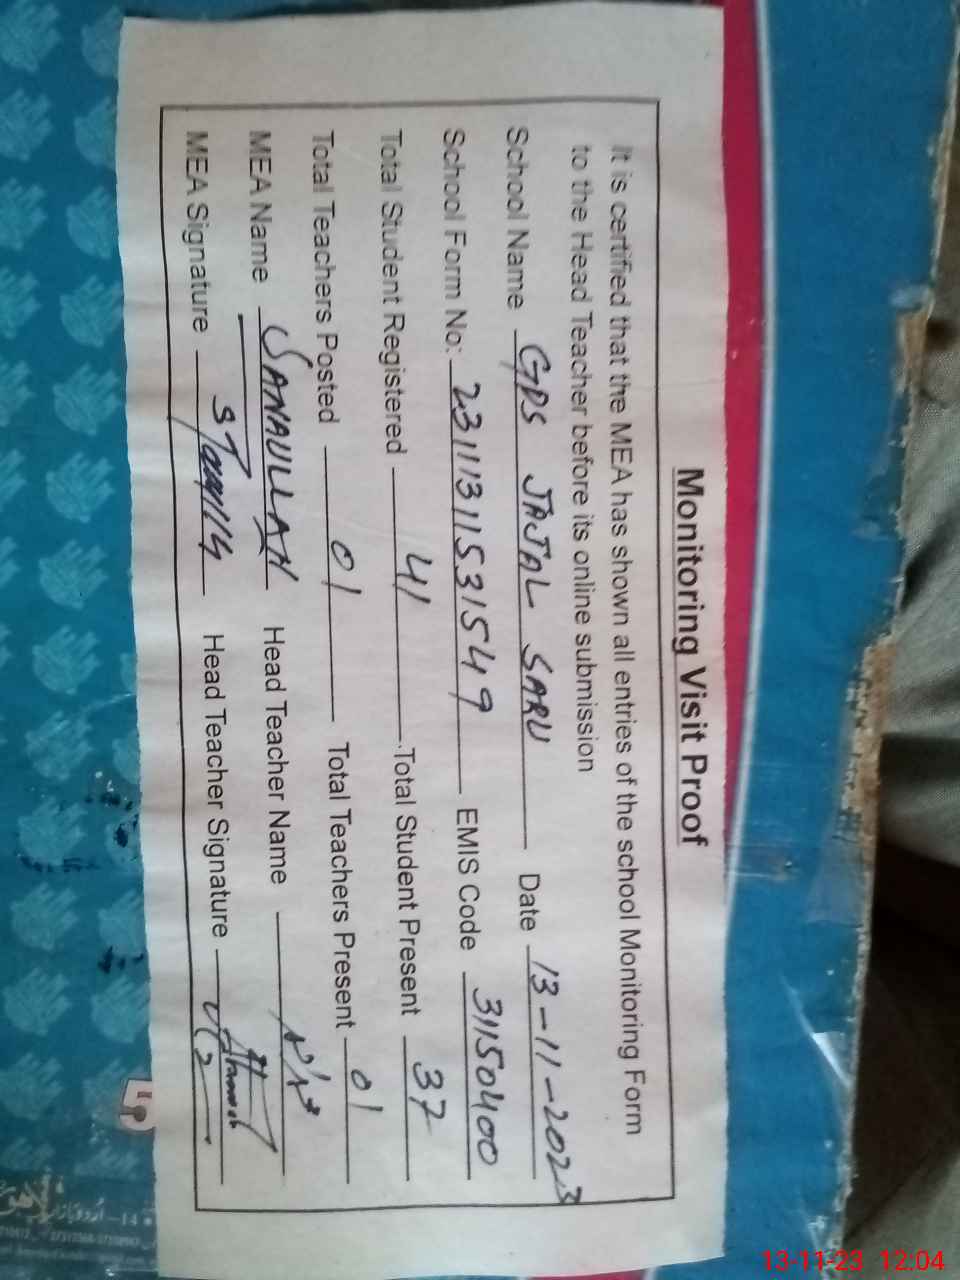 Monitoring Visit Proof
It is certified that the MEA has shown all entries of the school Monitoring Form
to the Head Teacher before its online submission
School Name GPS JAJAL SARU Date 13-11-2023
School Form No: 23111311531549 EMIS Code 31150400
Total Student Registered 41 Total Student Present 37
Total Teachers Posted 01 Total Teachers Present 01
MEA Name SANAULLAH Head Teacher Name
MEA Signature Head Teacher Signature
13-11-23 12:04